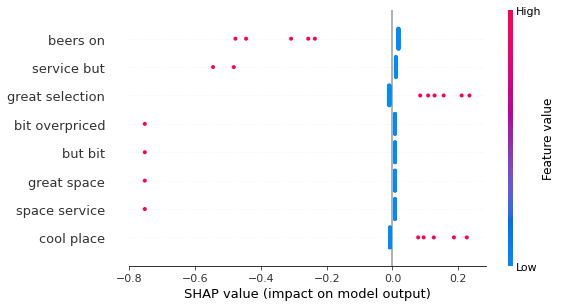 High
beers on
service but
great selection
bit overpriced
but bit
great space
space service
cool place
Feature value
Low
−0.8 −0.6 −0.4 −0.2 0.0 0.2
SHAP value (impact on model output)